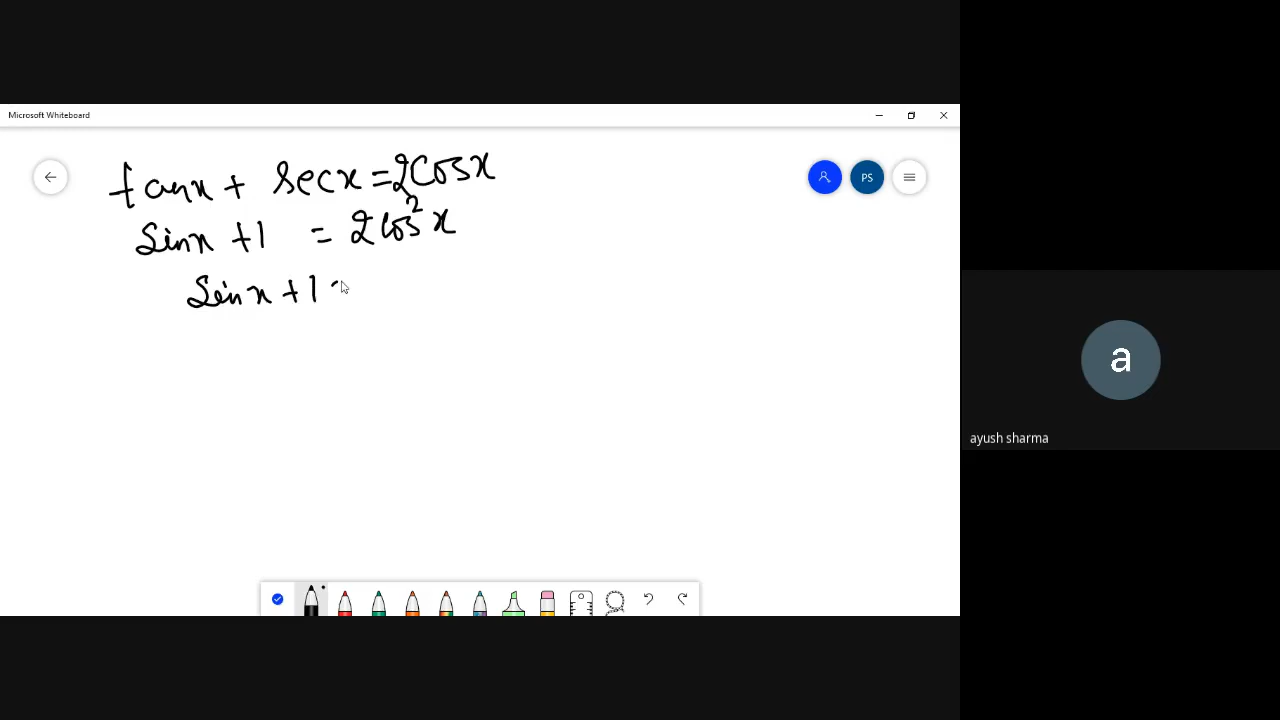 Microsoft Whiteboard
tanx + secx = 2cosx
PS
sinx + 1 = 2cos²x
sinx + 1
a
ayush sharma